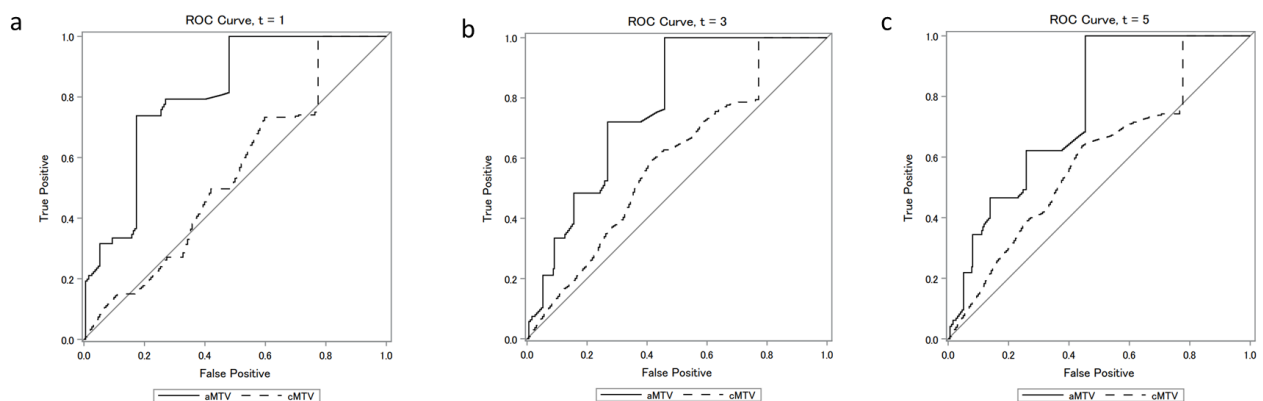 a
ROC Curve, t = 1
1.0
0.8
0.6
0.4
0.2
0.0
True Positive
0.0 0.2 0.4 0.6 0.8 1.0
False Positive
aMTV cMTV
b
ROC Curve, t = 3
1.0
0.8
0.6
0.4
0.2
0.0
True Positive
0.0 0.2 0.4 0.6 0.8 1.0
False Positive
aMTV cMTV
c
ROC Curve, t = 5
1.0
0.8
0.6
0.4
0.2
0.0
True Positive
0.0 0.2 0.4 0.6 0.8 1.0
False Positive
aMTV cMTV